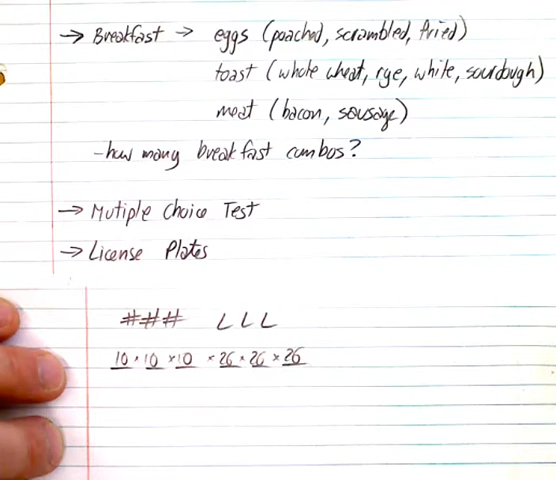 → Breakfast → eggs (poached, scrambled, fried)
toast (whole wheat, rye, white, sourdough)
meat (bacon, sausage)
- how many breakfast combos?
→ Mutiple Choice Test
→ License Plates
### LLL
10 × 10 × 10 × 26 × 26 × 26